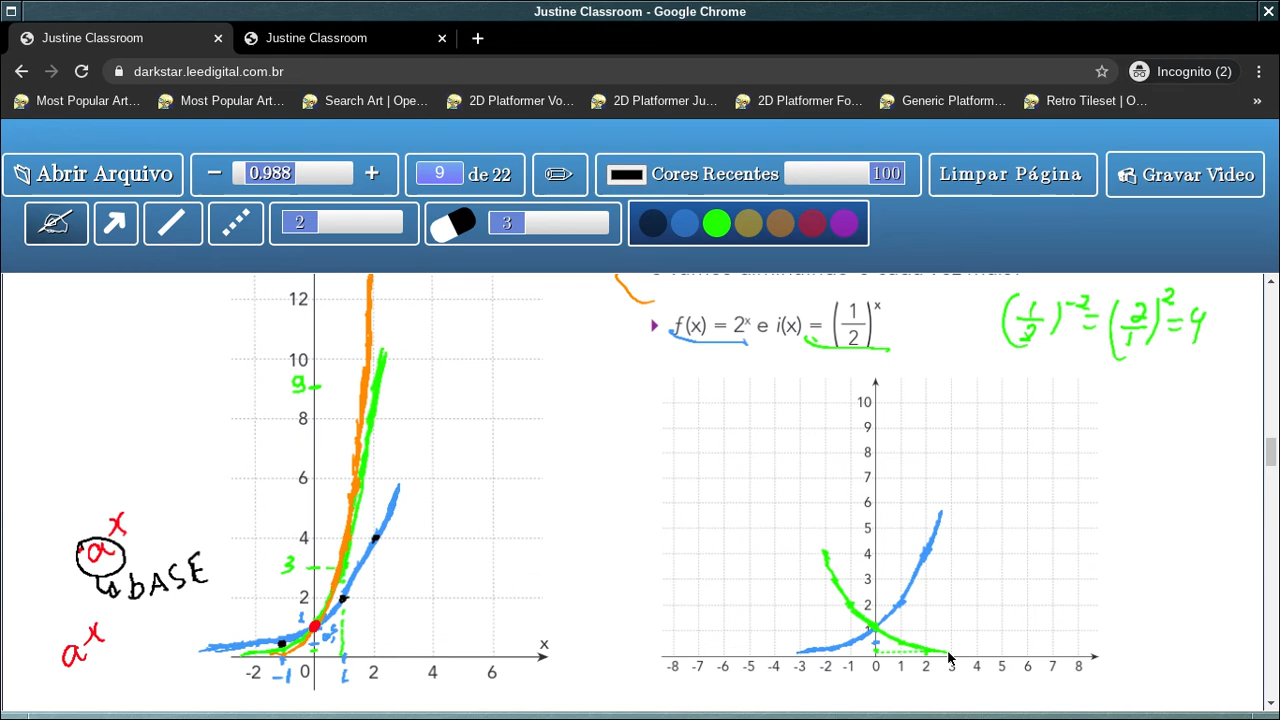 Justine Classroom - Google Chrome
Justine Classroom
Justine Classroom
darkstar.leedigital.com.br
Incognito (2)
Most Popular Art...
Most Popular Art...
Search Art | Ope...
2D Platformer Vo...
2D Platformer Ju...
2D Platformer Fo...
Generic Platform...
Retro Tileset | O...
Abrir Arquivo
− 0.988 +
9 de 22
Cores Recentes 100
Limpar Página
Gravar Video
2
3
f(x) = 2ˣ e i(x) = (1/2)ˣ
(1/2)⁻² = (2/1)² = 4
12
10
9
8
6
4
3
2
1
-2 0 2 4 6 x
-1 1
aˣ
bASE
aˣ
10
9
8
7
6
5
4
3
2
1
-8 -7 -6 -5 -4 -3 -2 -1 0 1 2 3 4 5 6 7 8